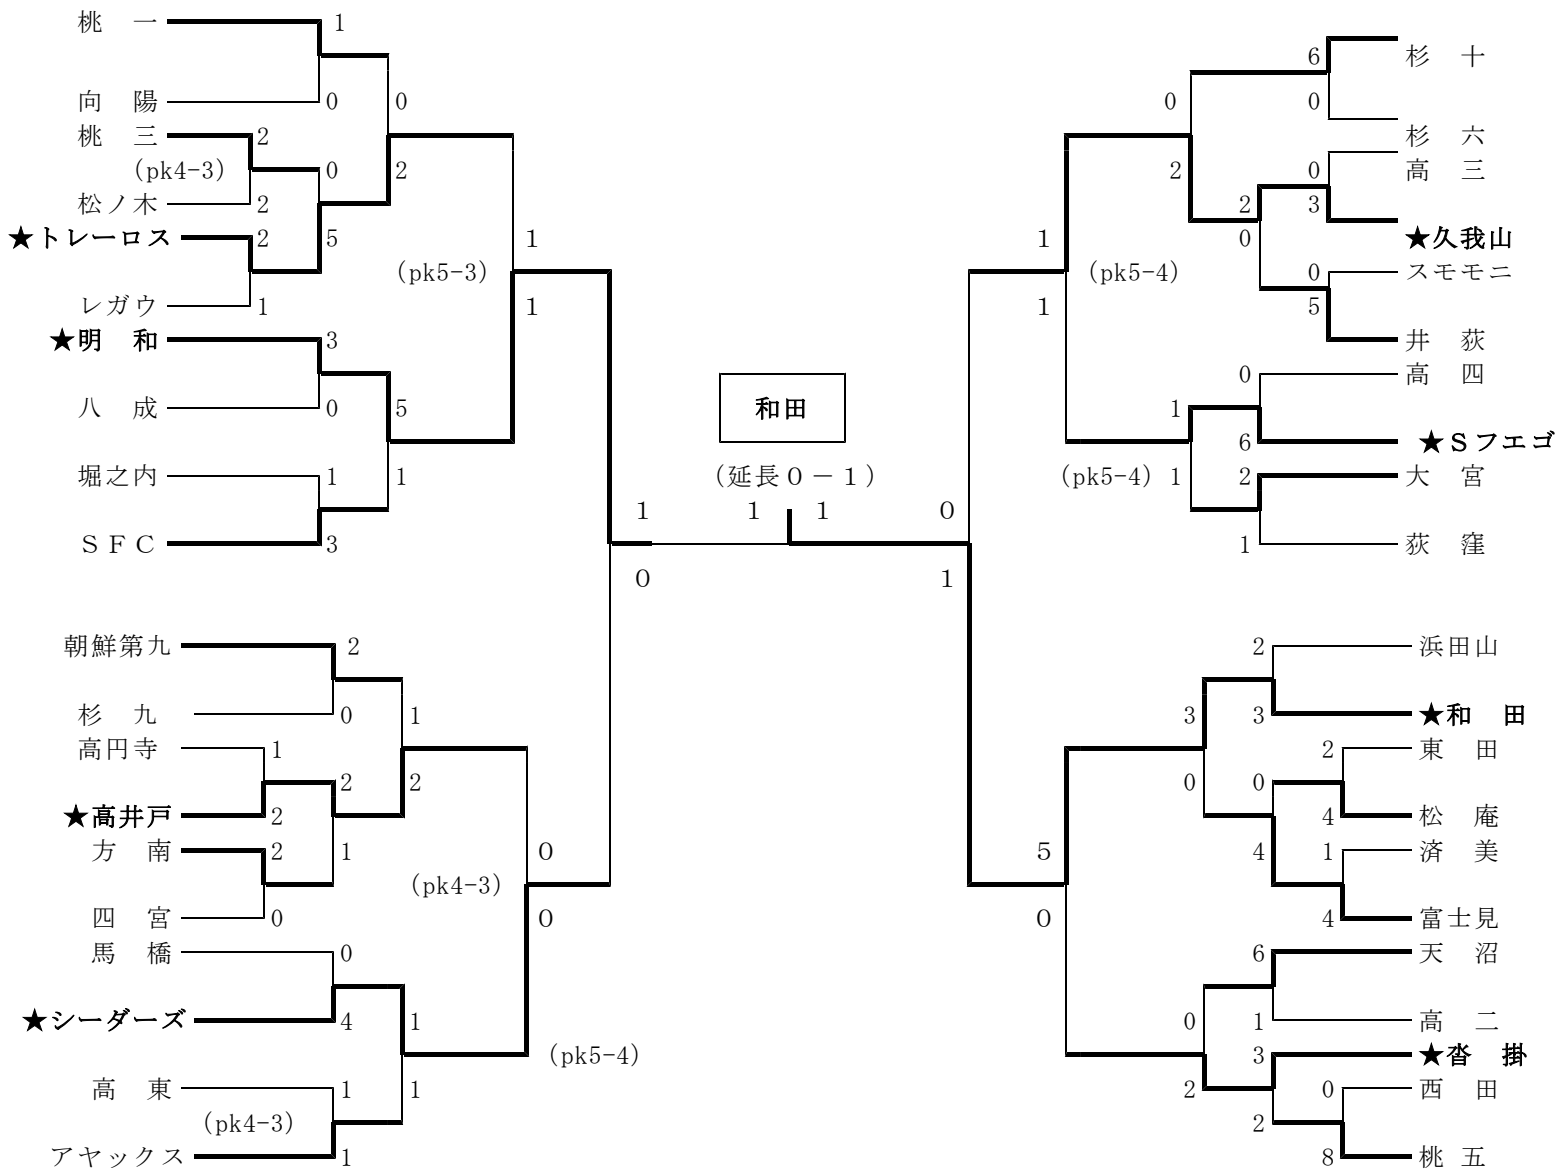 桃　一 1
向　陽 0 0
桃　三 2
(pk4-3) 0 2
松ノ木 2
★トレーロス 2 5 1
(pk5-3)
レガウ 1 1
★明　和 3
八　成 0 5
堀之内 1 1
ＳＦＣ 3
1
0
朝鮮第九 2
杉　九 0 1
高円寺 1
2 2
★高井戸 2
方　南 2 1 0
(pk4-3)
四　宮 0 0
馬　橋 0
★シーダーズ 4 1
(pk5-4)
高　東 1 1
(pk4-3)
アヤックス 1
和田
（延長０－１）
1 1
6 杉　十
0 0
杉　六
2 0 高　三
2 3
1 0 ★久我山
(pk5-4) 0 スモモニ
1 5
井　荻
0 高　四
1
6 ★Ｓフエゴ
(pk5-4) 1 2 大　宮
0
1 荻　窪
1
2 浜田山
3 3 ★和　田
2 東　田
0 0
4 松　庵
5 4 1 済　美
0 4 富士見
6 天　沼
0 1 高　二
3 ★沓　掛
2 0 西　田
2
8 桃 五